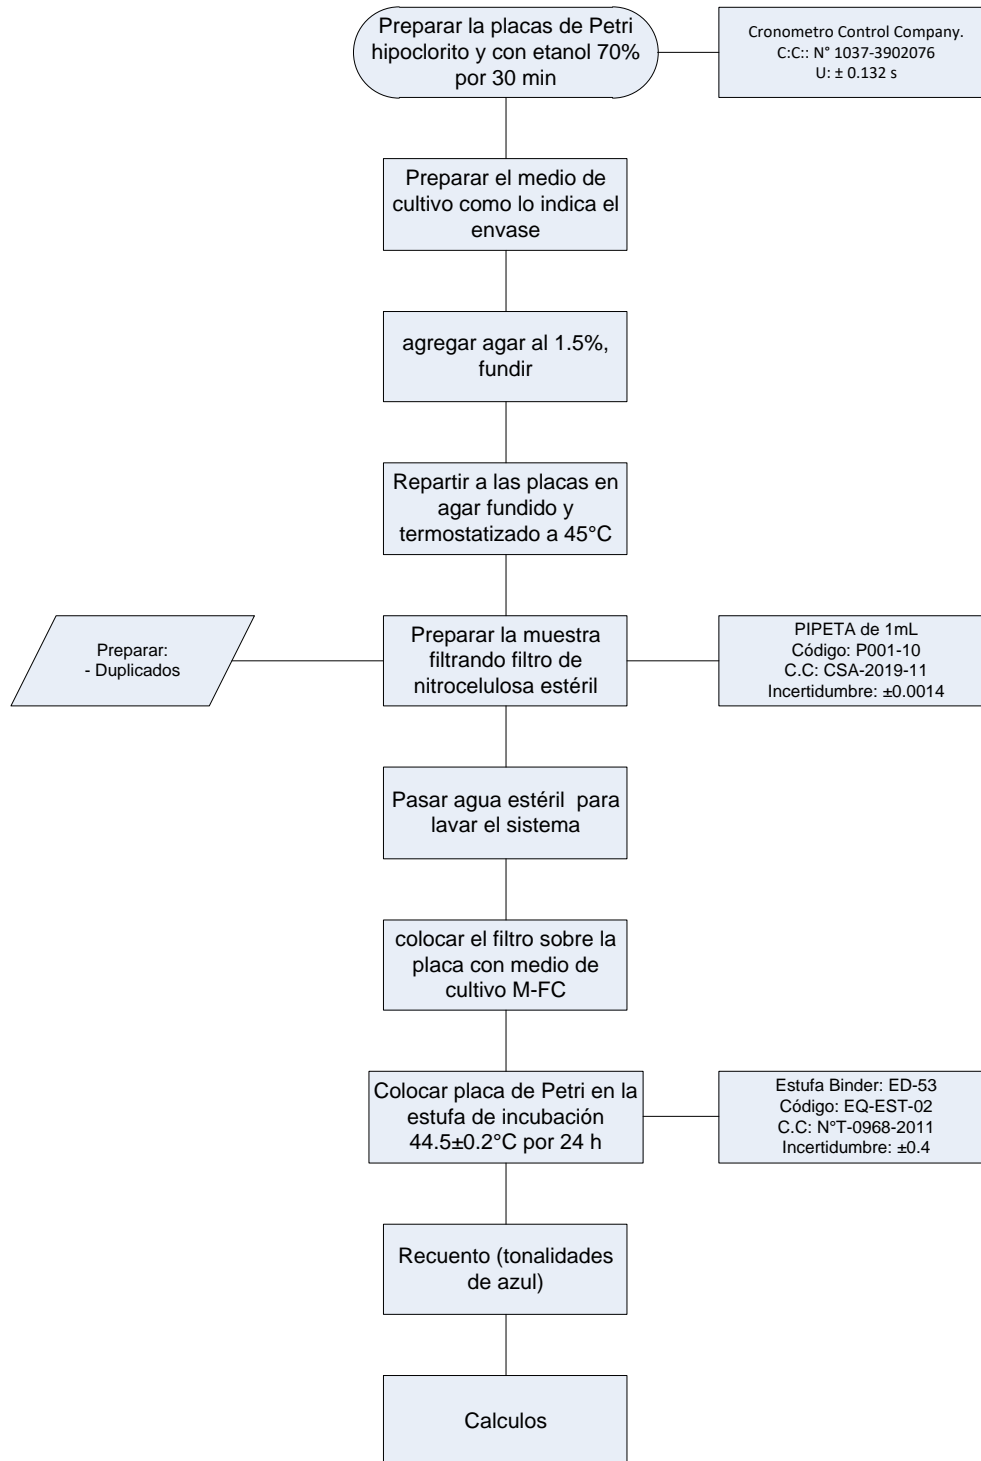 Preparar la placas de Petri
hipoclorito y con etanol 70%
por 30 min
Cronometro Control Company.
C:C:: N° 1037-3902076
U: ± 0.132 s
Preparar el medio de
cultivo como lo indica el
envase
agregar agar al 1.5%,
fundir
Repartir a las placas en
agar fundido y
termostatizado a 45°C
Preparar:
- Duplicados
Preparar la muestra
filtrando filtro de
nitrocelulosa estéril
PIPETA de 1mL
Código: P001-10
C.C: CSA-2019-11
Incertidumbre: ±0.0014
Pasar agua estéril para
lavar el sistema
colocar el filtro sobre la
placa con medio de
cultivo M-FC
Colocar placa de Petri en la
estufa de incubación
44.5±0.2°C por 24 h
Estufa Binder: ED-53
Código: EQ-EST-02
C.C: N°T-0968-2011
Incertidumbre: ±0.4
Recuento (tonalidades
de azul)
Calculos